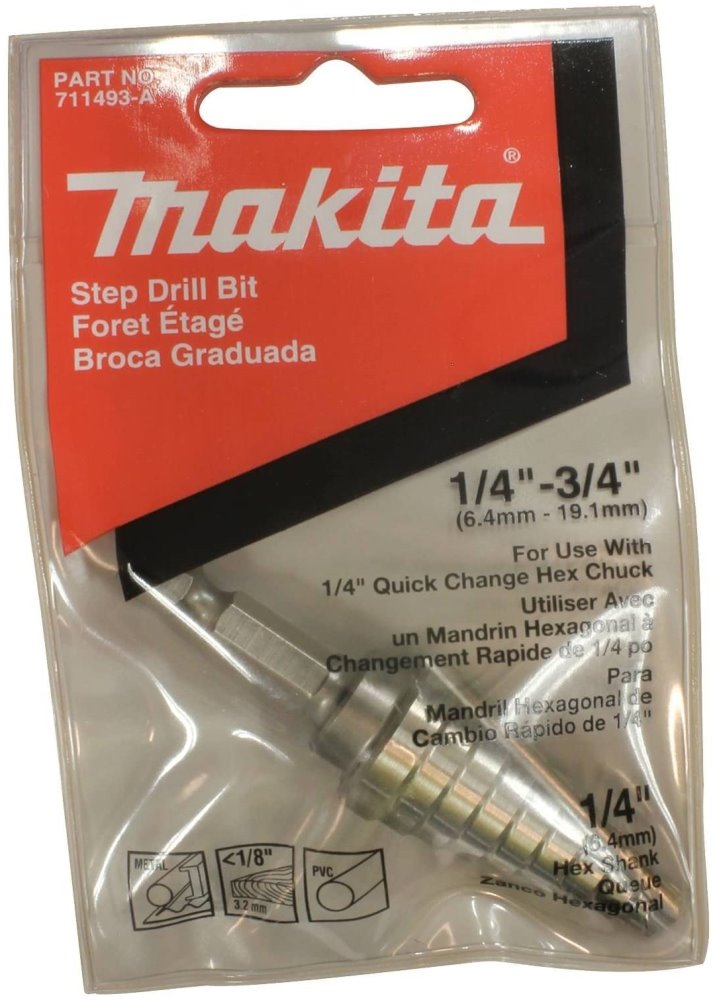 PART NO.
711493-A
makita®
Step Drill Bit
Foret Étagé
Broca Graduada
1/4"-3/4"
(6.4mm - 19.1mm)
For Use With
1/4" Quick Change Hex Chuck
Utiliser Avec
un Mandrin Hexagonal à
Changement Rapide de 1/4 po
Para
Mandril Hexagonal de
Cambio Rápido de 1/4"
1/4"
(6.4mm)
Hex Shank
Queue
Zanco Hexagonal
METAL
<1/8"
3.2 mm
PVC